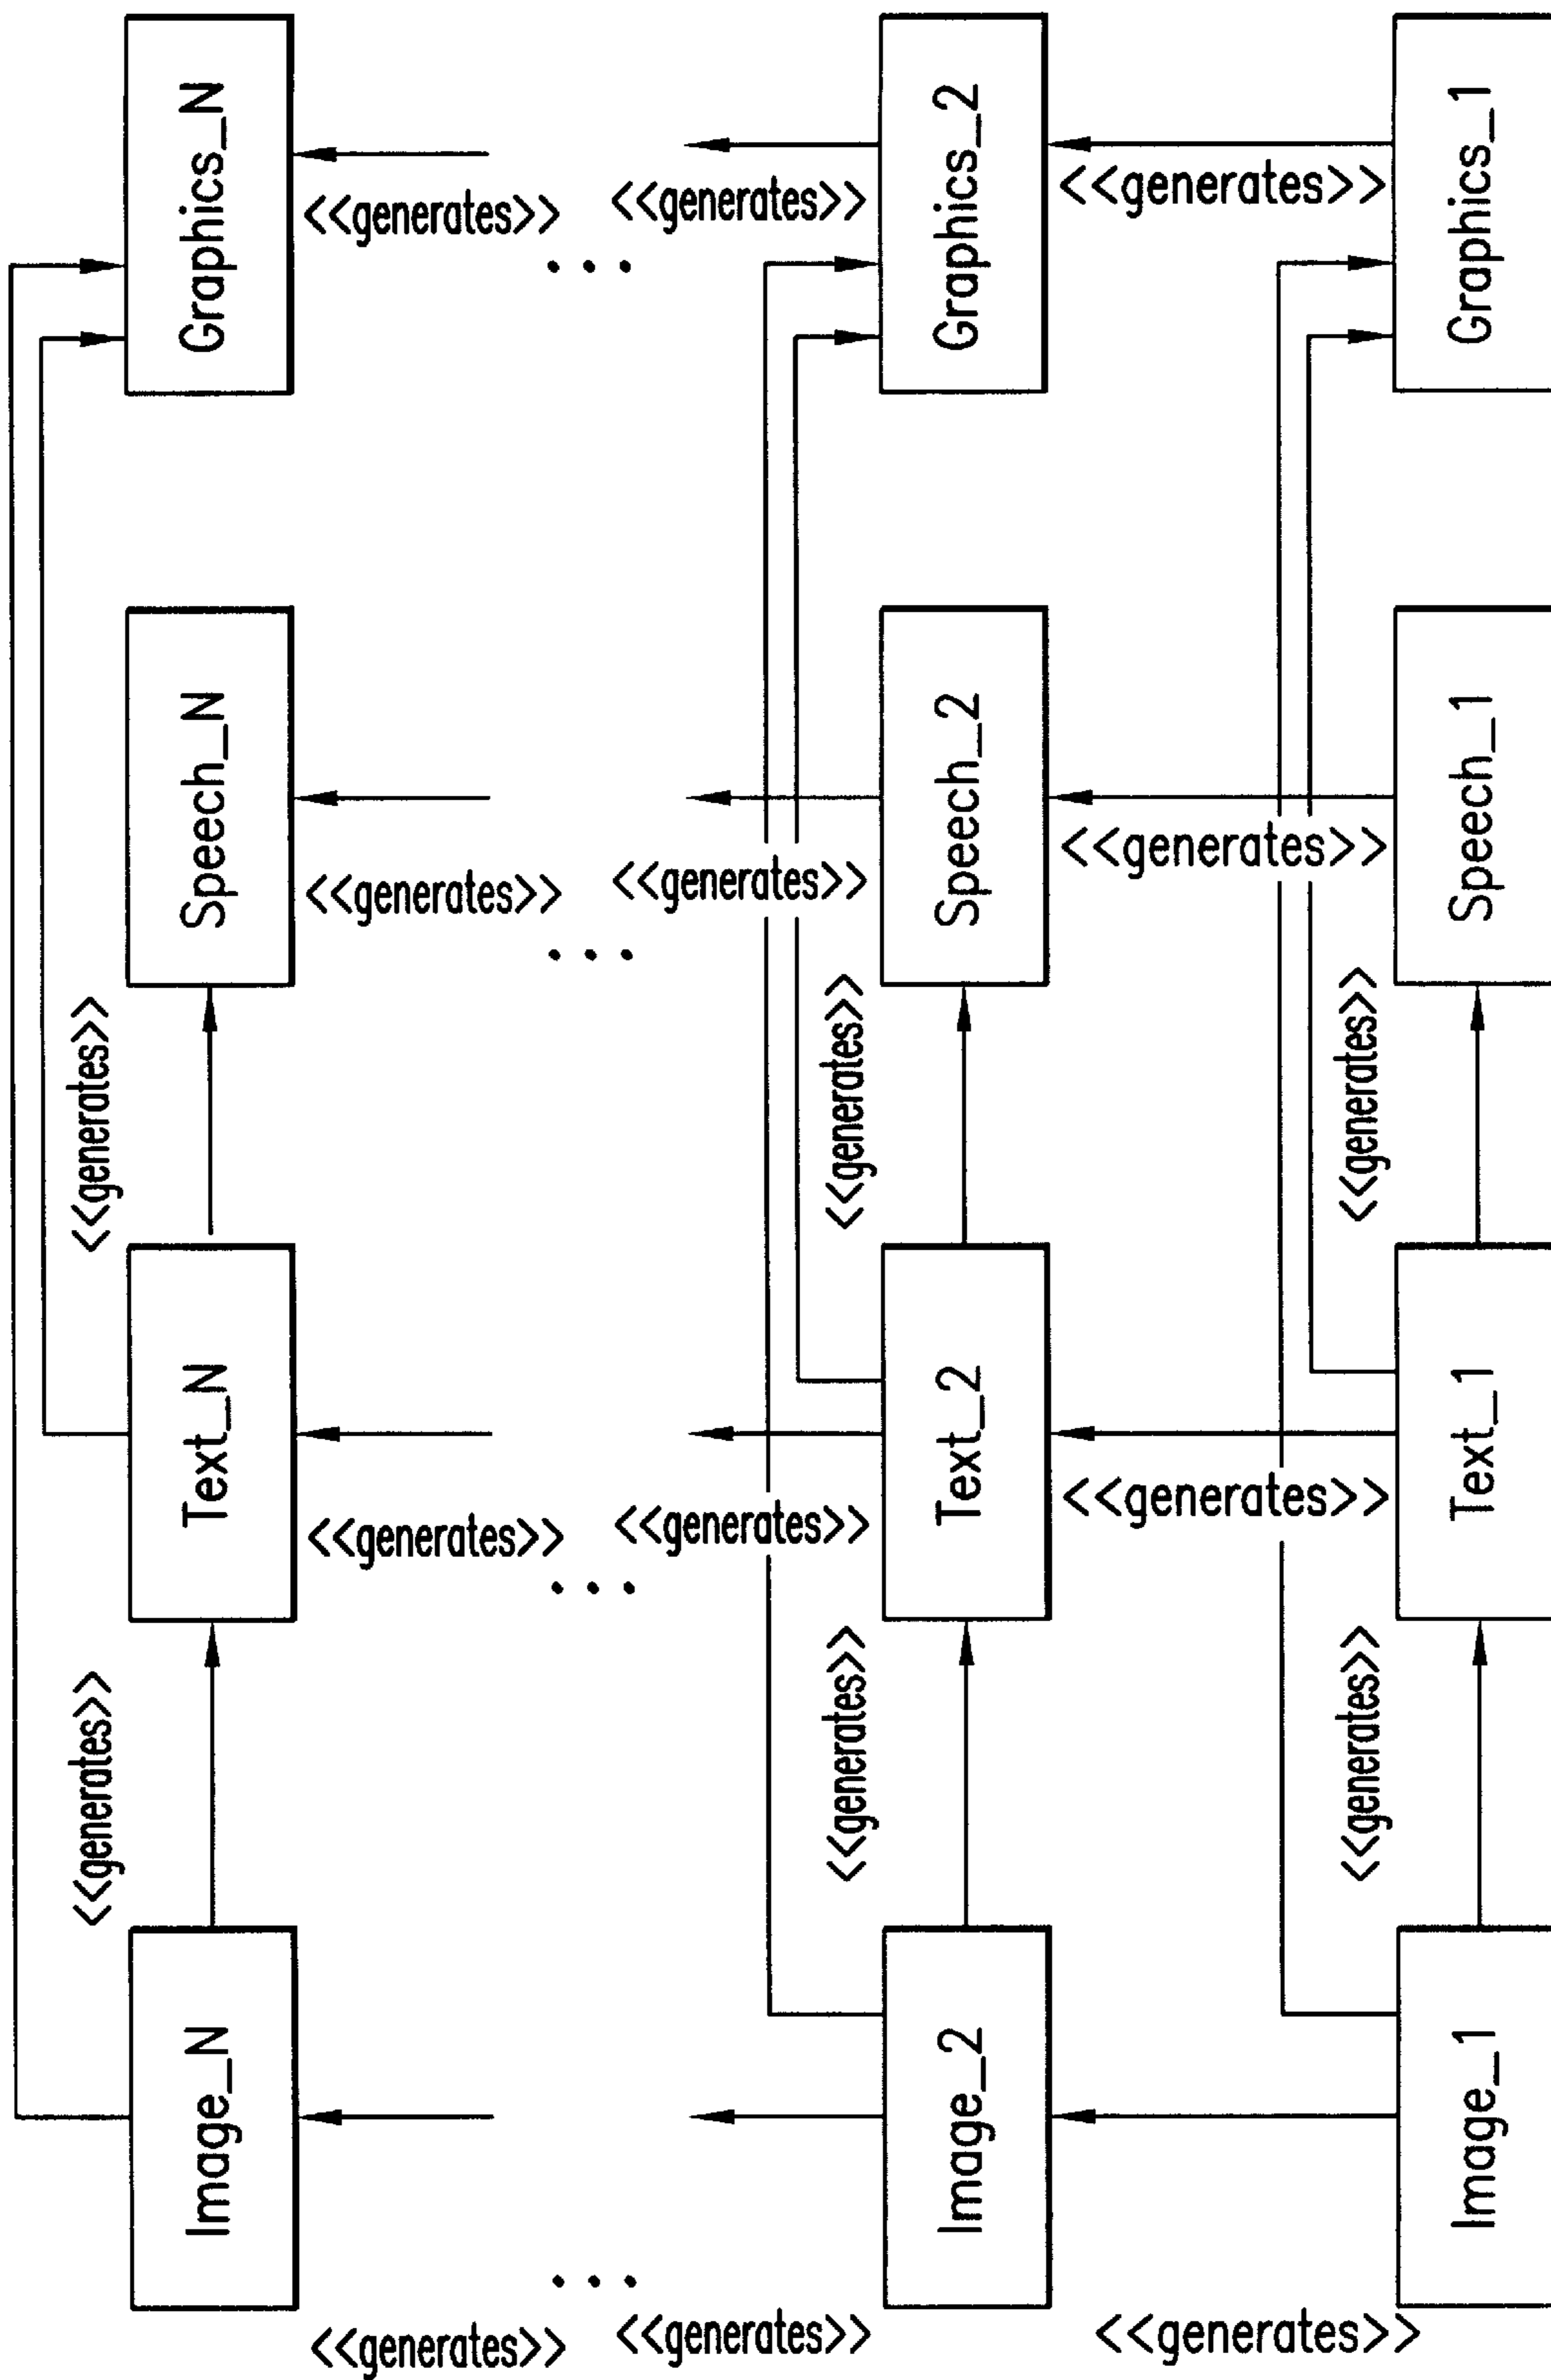 Graphics_N
<<generates>>
<<generates>>
Graphics_2
<<generates>>
Graphics_1
Speech_N
<<generates>>
<<generates>>
Speech_2
<<generates>>
Speech_1
<<generates>>
<<generates>>
<<generates>>
Text_N
<<generates>>
<<generates>>
Text_2
<<generates>>
Text_1
<<generates>>
<<generates>>
<<generates>>
Image_N
Image_2
Image_1
<<generates>>
<<generates>>
<<generates>>